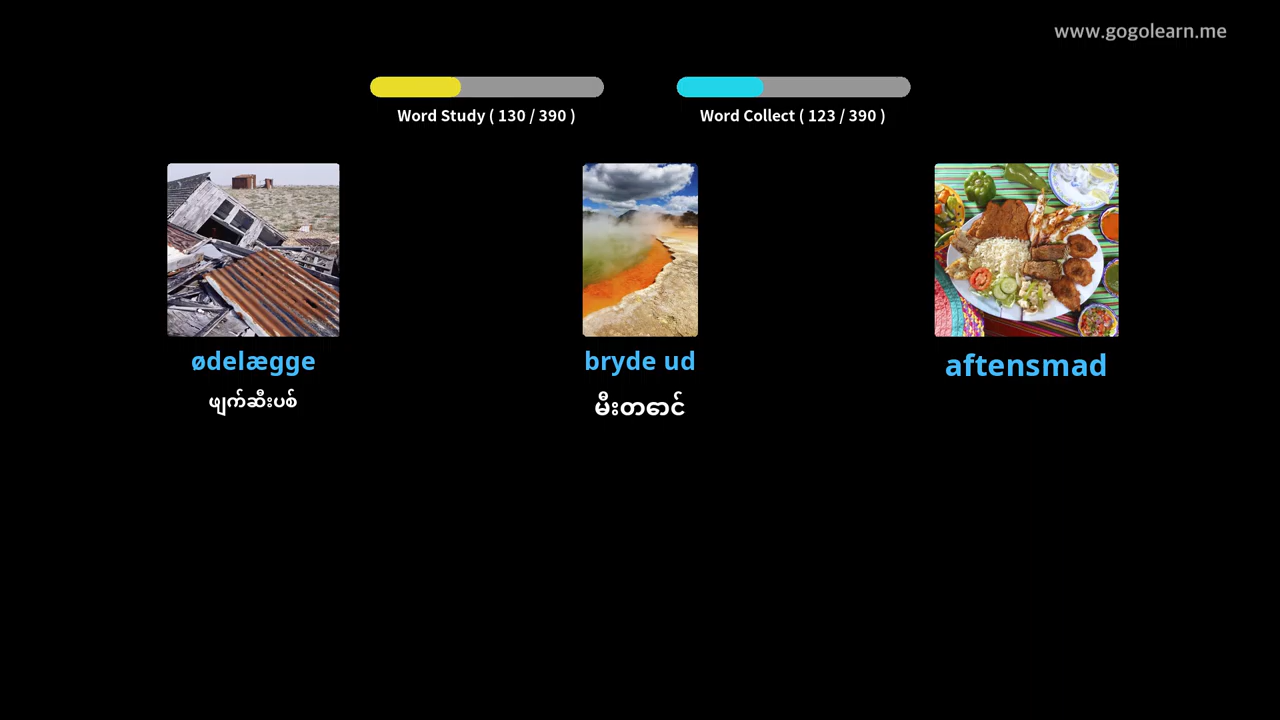 www.gogolearn.me
Word Study ( 130 / 390 )
Word Collect ( 123 / 390 )
ødelægge
bryde ud
aftensmad
ဖျက်ဆီးပစ်
မီးတောင်